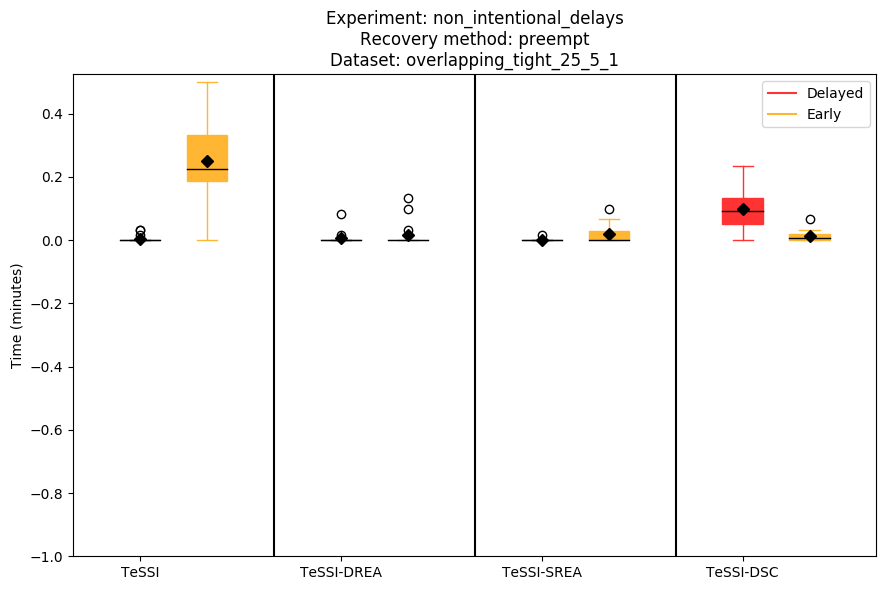 Experiment: non_intentional_delays
Recovery method: preempt
Dataset: overlapping_tight_25_5_1
Delayed
Early
Time (minutes)
0.4
0.2
0.0
−0.2
−0.4
−0.6
−0.8
−1.0
TeSSI
TeSSI-DREA
TeSSI-SREA
TeSSI-DSC